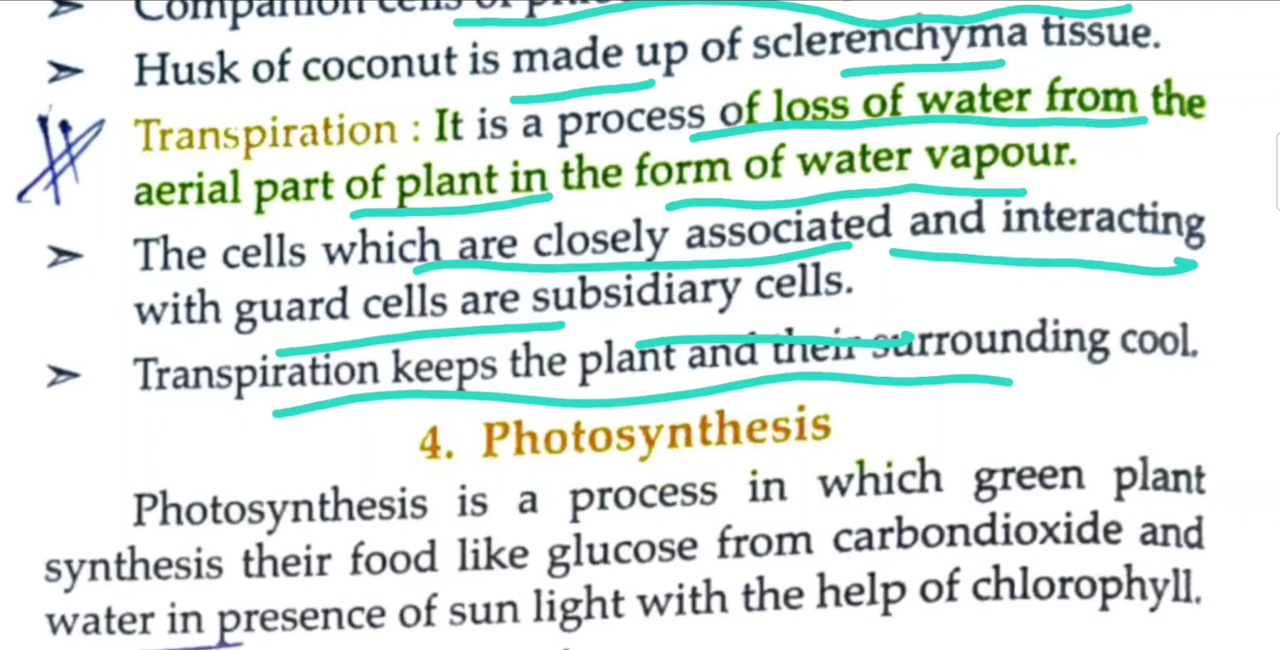 ➤ Companion cells of
➤ Husk of coconut is made up of sclerenchyma tissue.
Transpiration : It is a process of loss of water from the
aerial part of plant in the form of water vapour.
➤ The cells which are closely associated and interacting
with guard cells are subsidiary cells.
➤ Transpiration keeps the plant and their surrounding cool.
4. Photosynthesis
Photosynthesis is a process in which green plant
synthesis their food like glucose from carbondioxide and
water in presence of sun light with the help of chlorophyll.